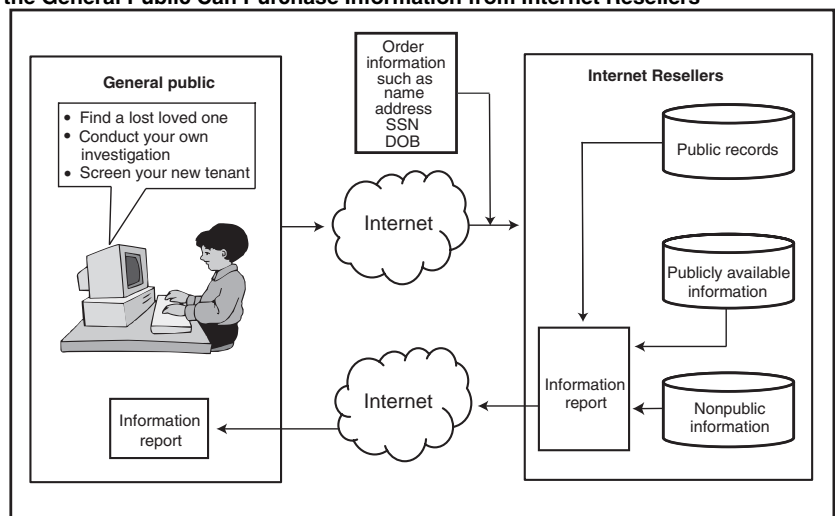 the General Public Can Purchase Information from Internet Resellers
General public
• Find a lost loved one
• Conduct your own
investigation
• Screen your new tenant
Order
information
such as
name
address
SSN
DOB
Internet
Internet Resellers
Public records
Publicly available
information
Nonpublic
information
Information
report
Internet
Information
report